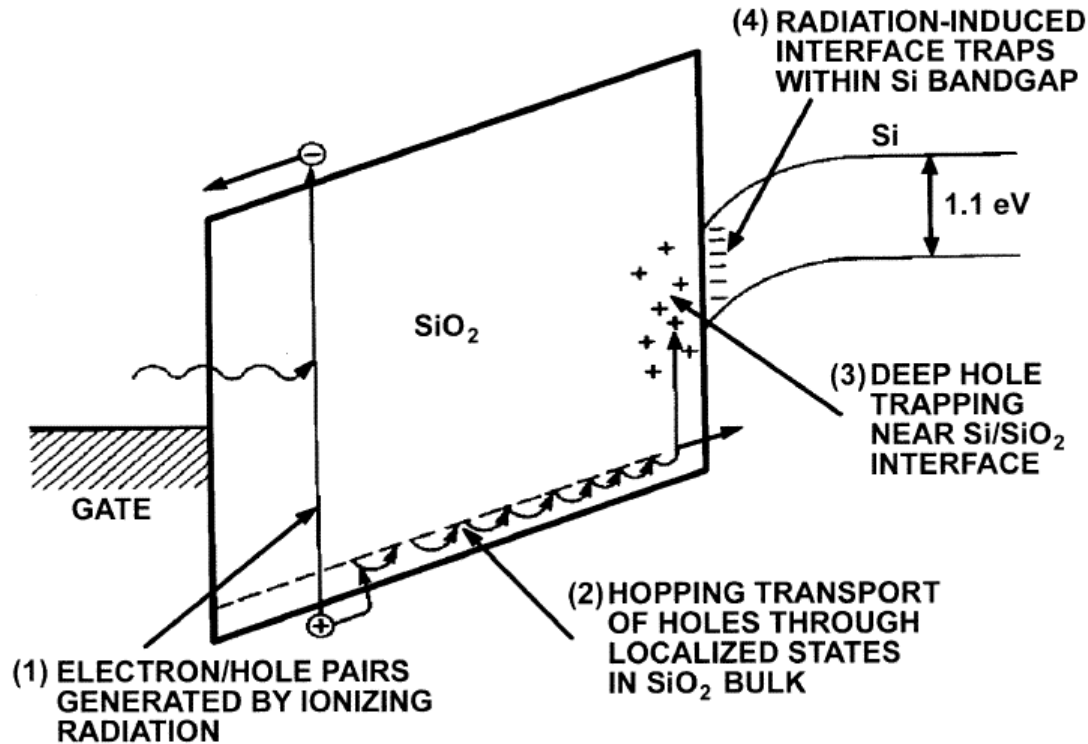 (4) RADIATION-INDUCED
INTERFACE TRAPS
WITHIN Si BANDGAP
Si
1.1 eV
SiO₂
(3) DEEP HOLE
TRAPPING
NEAR Si/SiO₂
INTERFACE
GATE
(2) HOPPING TRANSPORT
OF HOLES THROUGH
LOCALIZED STATES
IN SiO₂ BULK
(1) ELECTRON/HOLE PAIRS
GENERATED BY IONIZING
RADIATION